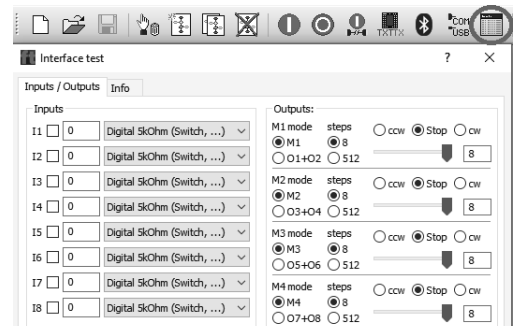 TXTTX
COM
USB
Interface test ? ×
Inputs / Outputs Info
Inputs
I1 0 Digital 5kOhm (Switch, ...)
I2 0 Digital 5kOhm (Switch, ...)
I3 0 Digital 5kOhm (Switch, ...)
I4 0 Digital 5kOhm (Switch, ...)
I5 0 Digital 5kOhm (Switch, ...)
I6 0 Digital 5kOhm (Switch, ...)
I7 0 Digital 5kOhm (Switch, ...)
I8 0 Digital 5kOhm (Switch, ...)
Outputs:
M1 mode steps
M1 8 ccw Stop cw
O1+O2 512 8
M2 mode steps
M2 8 ccw Stop cw
O3+O4 512 8
M3 mode steps
M3 8 ccw Stop cw
O5+O6 512 8
M4 mode steps
M4 8 ccw Stop cw
O7+O8 512 8